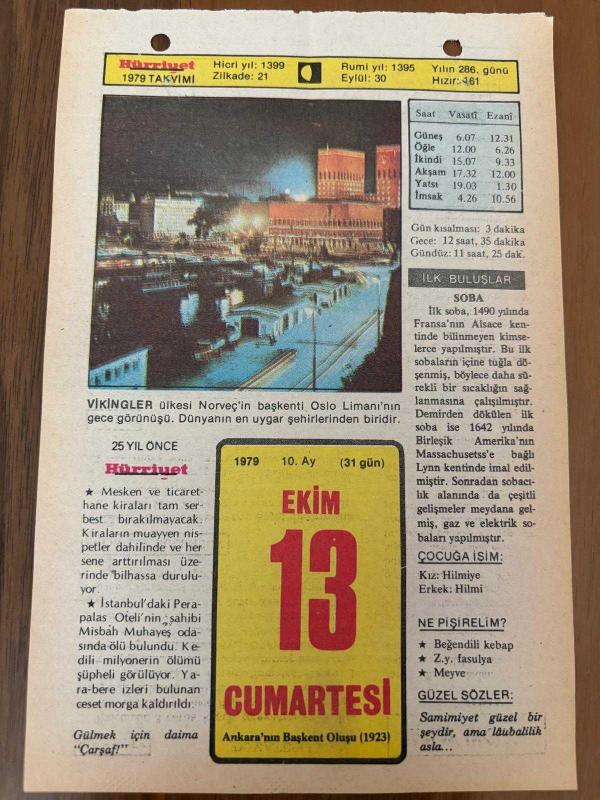 Hürriyet
1979 TAKVİMİ
Hicri yıl: 1399
Zilkade: 21
Rumi yıl: 1395
Eylül: 30
Yılın 286. günü
Hızır: 161
Saat Vasatî Ezanî
Güneş 6.07 12.31
Öğle 12.00 6.26
İkindi 15.07 9.33
Akşam 17.32 12.00
Yatsı 19.03 1.30
İmsak 4.26 10.56
Gün kısalması: 3 dakika
Gece: 12 saat, 35 dakika
Gündüz: 11 saat, 25 dak.
İLK BULUŞLAR
SOBA
İlk soba, 1490 yılında
Fransa'nın Alsace ken-
tinde bilinmeyen kimse-
lerce yapılmıştır. Bu ilk
sobaların içine tuğla dö-
şenmiş, böylece daha sü-
rekli bir sıcaklığın sağ-
lanmasına çalışılmıştır.
Demirden dökülen ilk
soba ise 1642 yılında
Birleşik Amerika'nın
Massachusetss'e bağlı
Lynn kentinde imal edil-
miştir. Sonradan sobacı-
lık alanında da çeşitli
gelişmeler meydana gel-
miş, gaz ve elektrik so-
baları yapılmıştır.
ÇOCUĞA İSİM:
Kız: Hilmiye
Erkek: Hilmi
NE PİŞİRELİM?
★ Beğendili kebap
★ Z.y. fasulya
★ Meyve
GÜZEL SÖZLER:
Samimiyet güzel bir
şeydir, ama lâubalilik
asla...
VİKİNGLER ülkesi Norveç'in başkenti Oslo Limanı'nın
gece görünüşü. Dünyanın en uygar şehirlerinden biridir.
25 YIL ÖNCE
Hürriyet
★ Mesken ve ticaret-
hane kiraları tam ser-
best bırakılmayacak.
Kiraların muayyen nis-
petler dahilinde ve her
sene arttırılması üze-
rinde bilhassa durulu-
yor.
★ İstanbul'daki Pera-
palas Oteli'nin sahibi
Misbah Muhayeş oda-
sında ölü bulundu. Ke-
dili milyonerin ölümü
şüpheli görülüyor. Ya-
ra-bere izleri bulunan
ceset morga kaldırıldı.
Gülmek için daima
"Çarşaf!"
1979 10. Ay (31 gün)
EKİM
13
CUMARTESİ
Ankara'nın Başkent Oluşu (1923)